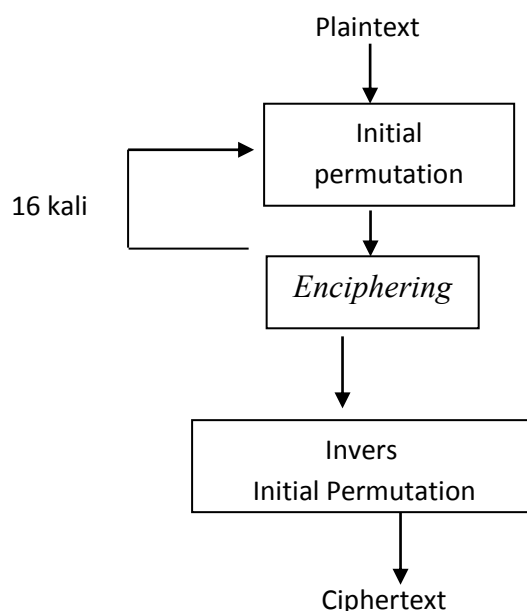 Plaintext
Initial
permutation
16 kali
Enciphering
Invers
Initial Permutation
Ciphertext